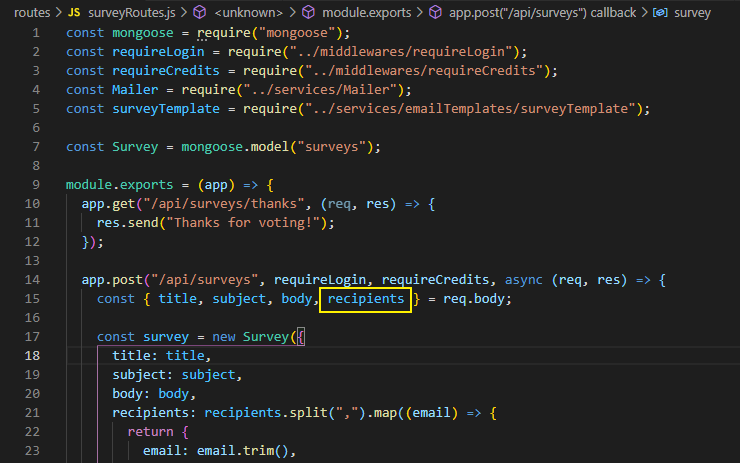 routes > JS surveyRoutes.js > <unknown> > module.exports > app.post("/api/surveys") callback > survey
1 const mongoose = require("mongoose");
2 const requireLogin = require("../middlewares/requireLogin");
3 const requireCredits = require("../middlewares/requireCredits");
4 const Mailer = require("../services/Mailer");
5 const surveyTemplate = require("../services/emailTemplates/surveyTemplate");
6
7 const Survey = mongoose.model("surveys");
8
9 module.exports = (app) => {
10 app.get("/api/surveys/thanks", (req, res) => {
11 res.send("Thanks for voting!");
12 });
13
14 app.post("/api/surveys", requireLogin, requireCredits, async (req, res) => {
15 const { title, subject, body, recipients } = req.body;
16
17 const survey = new Survey({
18 title: title,
19 subject: subject,
20 body: body,
21 recipients: recipients.split(",").map((email) => {
22 return {
23 email: email.trim(),